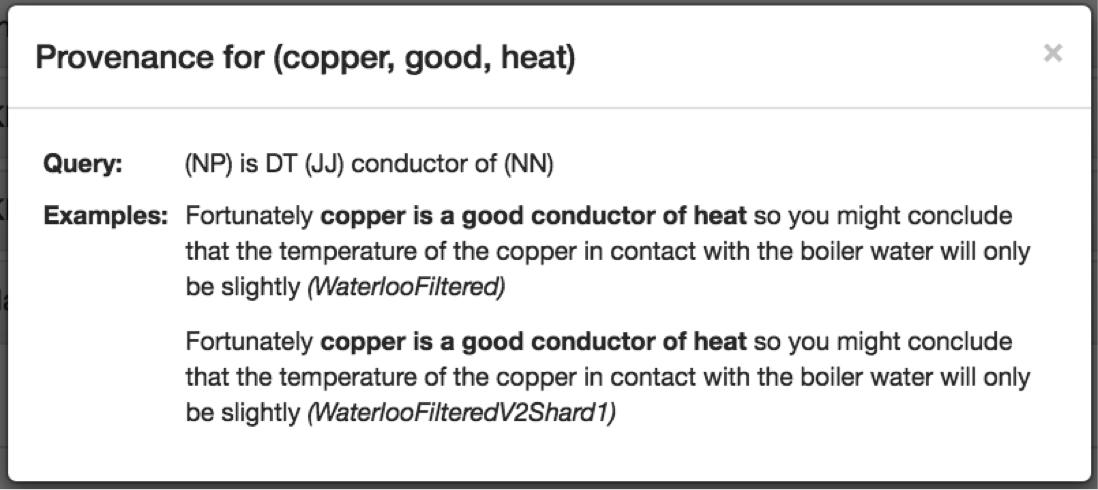 Provenance for (copper, good, heat)
×
Query: (NP) is DT (JJ) conductor of (NN)
Examples: Fortunately copper is a good conductor of heat so you might conclude
that the temperature of the copper in contact with the boiler water will only
be slightly (WaterlooFiltered)
Fortunately copper is a good conductor of heat so you might conclude
that the temperature of the copper in contact with the boiler water will only
be slightly (WaterlooFilteredV2Shard1)